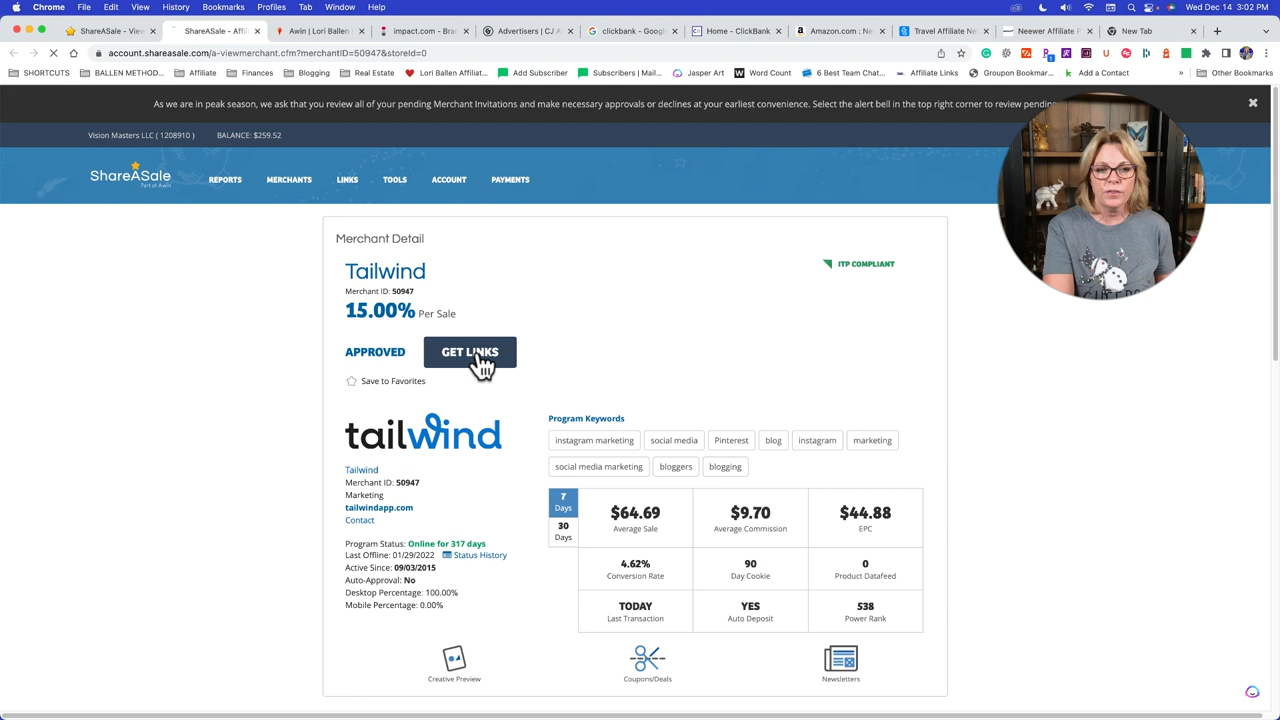 Chrome File Edit View History Bookmarks Profiles Tab Window Help Mon Dec 12 3:02 PM
ShareASale - View ShareASale - Affil Awin | Lori Ballen impact.com - Bran Advertisers | CJ A clickbank - Goog Home - ClickBank Amazon.com : Ne Travel Affiliate Ne Neewer Affiliate P New Tab
account.shareasale.com/a-viewmerchant.cfm?merchantID=50947&storeId=0
SHORTCUTS BALLEN METHOD... Affiliate Finances Blogging Real Estate Lori Ballen Affiliat... Add Subscriber Subscribers | Mail... Jasper Art Word Count 6 Best Team Chat... Affiliate Links Groupon Bookmar... Add a Contact » Other Bookmarks
As we are in peak season, we ask that you review all of your pending Merchant Invitations and make necessary approvals or declines at your earliest convenience. Select the alert bell in the top right corner to review pending
Vision Masters LLC ( 1208910 ) BALANCE: $259.52
ShareASale
Part of Awin
REPORTS MERCHANTS LINKS TOOLS ACCOUNT PAYMENTS
Merchant Detail
Tailwind
ITP COMPLIANT
Merchant ID: 50947
15.00% Per Sale
APPROVED GET LINKS
Save to Favorites
tailwind
Program Keywords
instagram marketing social media Pinterest blog instagram marketing
social media marketing bloggers blogging
Tailwind
Merchant ID: 50947
Marketing
tailwindapp.com
Contact
Program Status: Online for 317 days
Last Offline: 01/29/2022 Status History
Active Since: 09/03/2015
Auto-Approval: No
Desktop Percentage: 100.00%
Mobile Percentage: 0.00%
7 Days
30 Days
$64.69 $9.70 $44.88
Average Sale Average Commission EPC
4.62% 90 0
Conversion Rate Day Cookie Product Datafeed
TODAY YES 538
Last Transaction Auto Deposit Power Rank
Creative Preview Coupons/Deals Newsletters